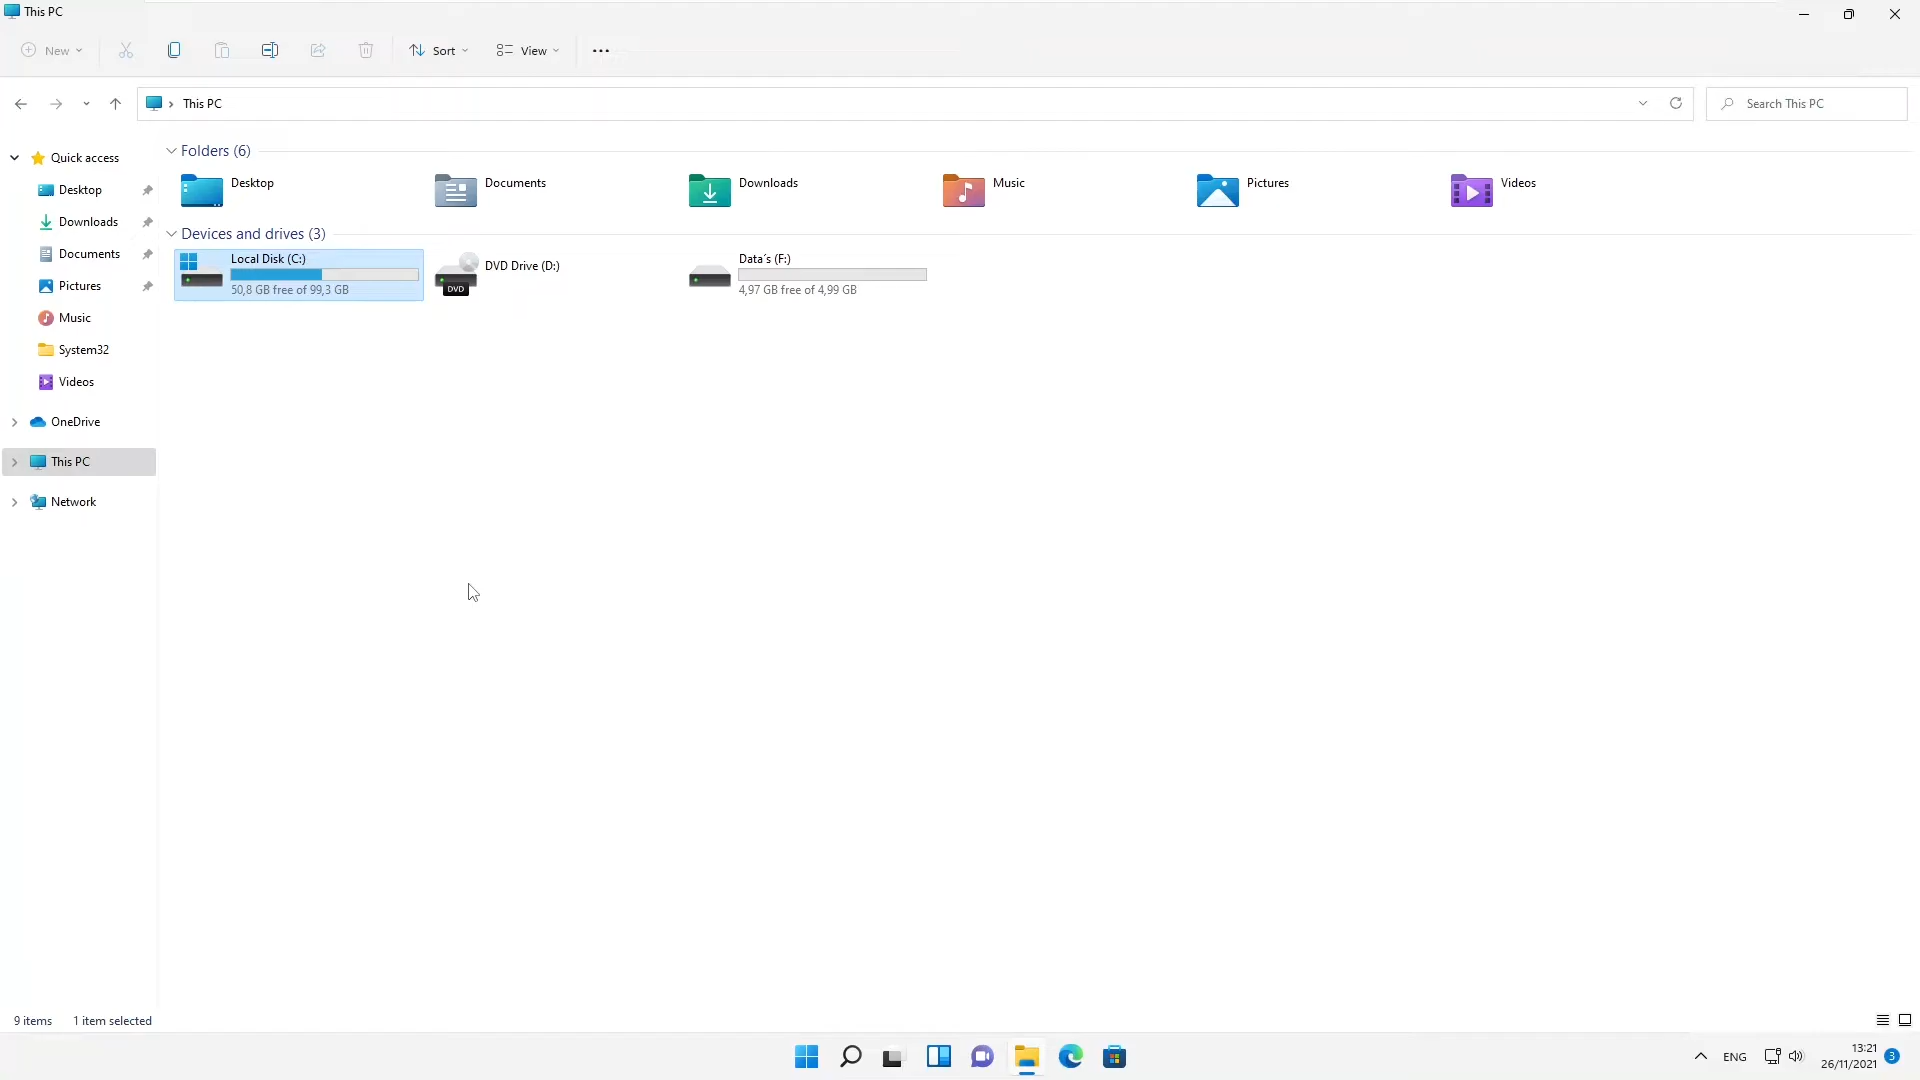 This PC
New
Sort
View
This PC
Search This PC
Quick access
Desktop
Downloads
Documents
Pictures
Music
System32
Videos
OneDrive
This PC
Network
Folders (6)
Desktop
Documents
Downloads
Music
Pictures
Videos
Devices and drives (3)
Local Disk (C:)
50,8 GB free of 99,3 GB
DVD
DVD Drive (D:)
Data´s (F:)
4,97 GB free of 4,99 GB
9 items
1 item selected
ENG
13:21
26/11/2021
3